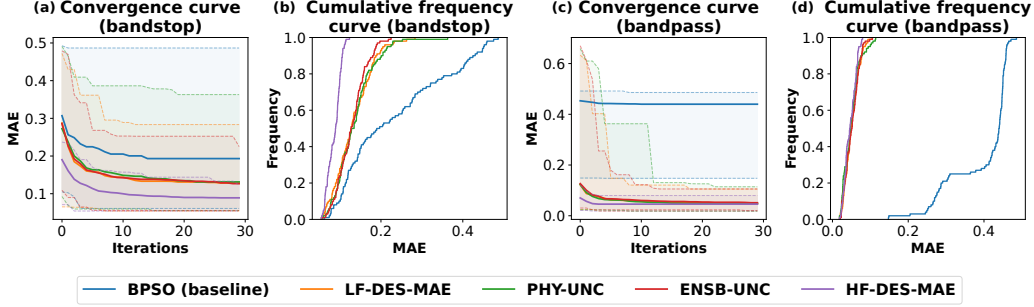 (a) Convergence curve
(bandstop)
MAE
0.5
0.4
0.3
0.2
0.1
0 10 20 30
Iterations
(b) Cumulative frequency
curve (bandstop)
Frequency
1.0
0.8
0.6
0.4
0.2
0.0
0.2 0.4
MAE
(c) Convergence curve
(bandpass)
MAE
0.6
0.4
0.2
0.0
0 10 20 30
Iterations
(d) Cumulative frequency
curve (bandpass)
Frequency
1.0
0.8
0.6
0.4
0.2
0.0
0.0 0.2 0.4
MAE
BPSO (baseline) LF-DES-MAE PHY-UNC ENSB-UNC HF-DES-MAE